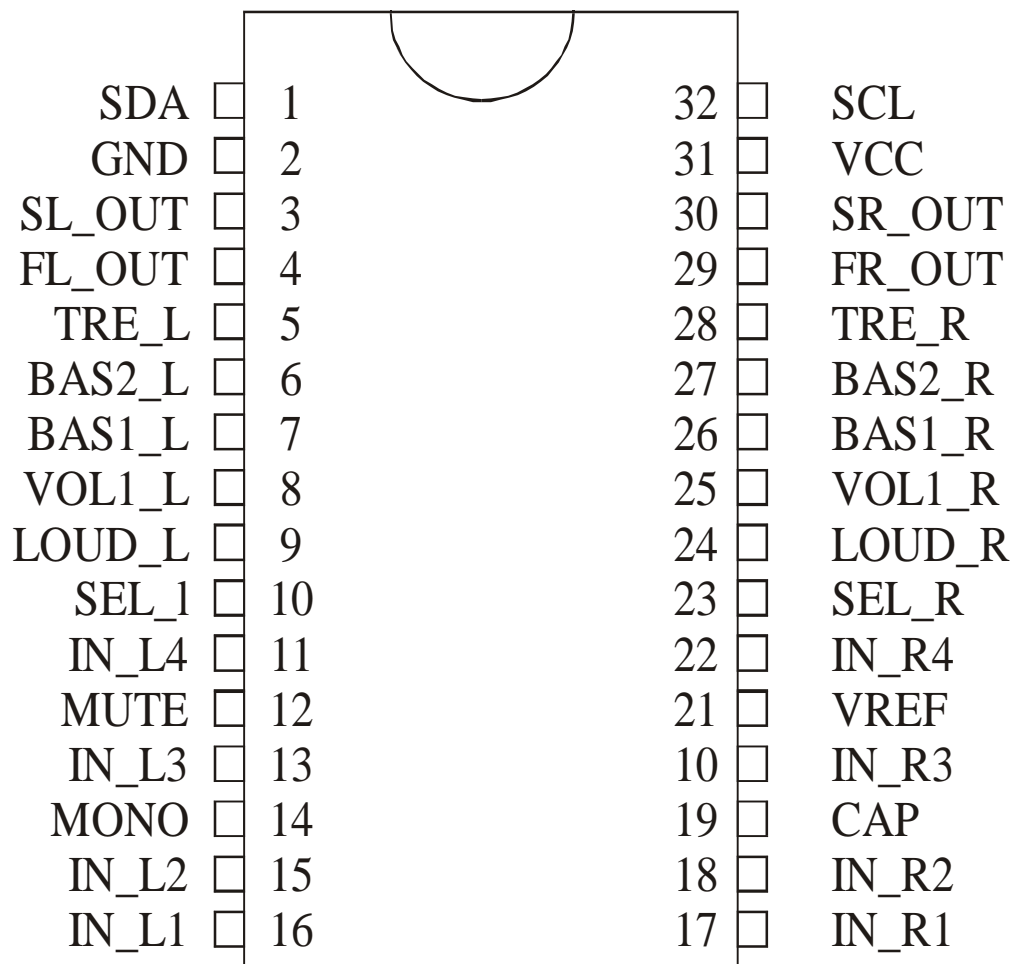 SDA 1 32 SCL
GND 2 31 VCC
SL_OUT 3 30 SR_OUT
FL_OUT 4 29 FR_OUT
TRE_L 5 28 TRE_R
BAS2_L 6 27 BAS2_R
BAS1_L 7 26 BAS1_R
VOL1_L 8 25 VOL1_R
LOUD_L 9 24 LOUD_R
SEL_1 10 23 SEL_R
IN_L4 11 22 IN_R4
MUTE 12 21 VREF
IN_L3 13 10 IN_R3
MONO 14 19 CAP
IN_L2 15 18 IN_R2
IN_L1 16 17 IN_R1